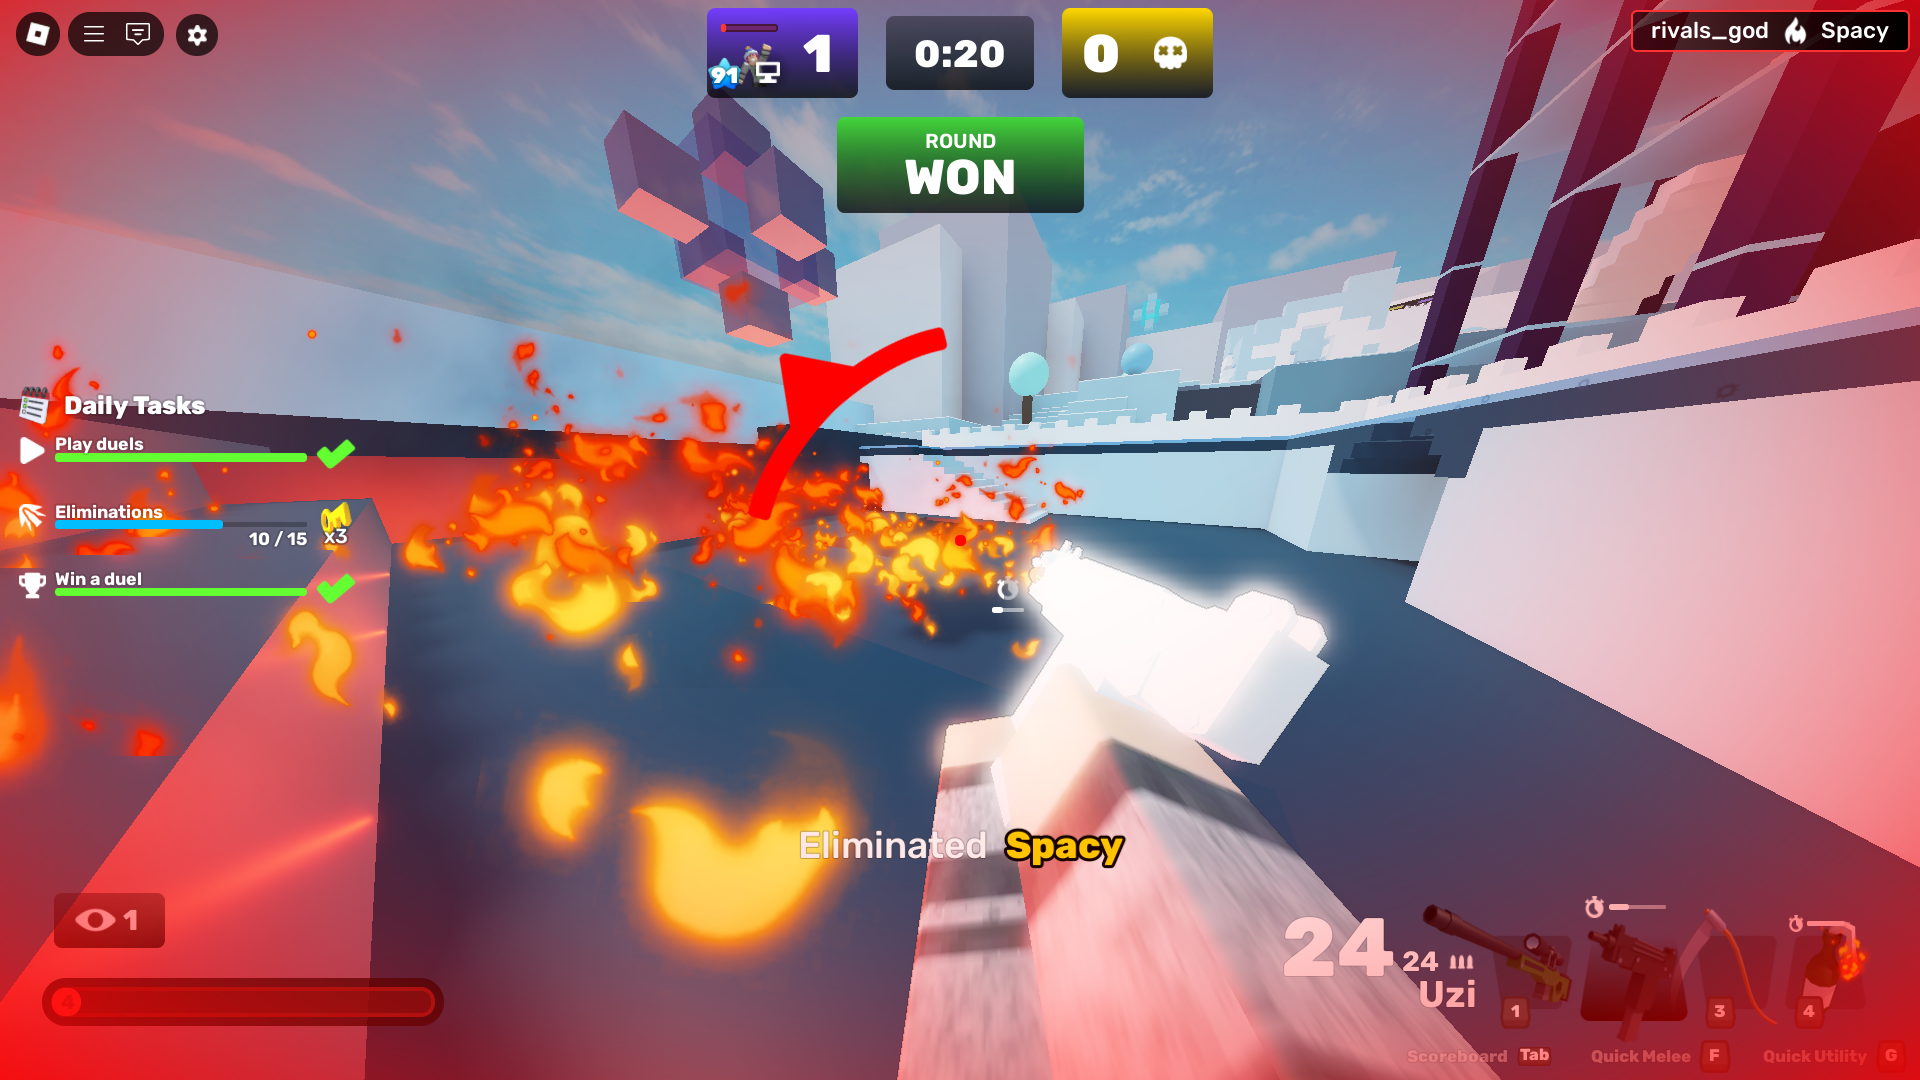 91
1
0:20
0
rivals_god Spacy
ROUND
WON
Daily Tasks
Play duels
Eliminations
10 / 15
x3
Win a duel
Eliminated Spacy
1
4
24
24
Uzi
1
3
4
Scoreboard Tab
Quick Melee F
Quick Utility G